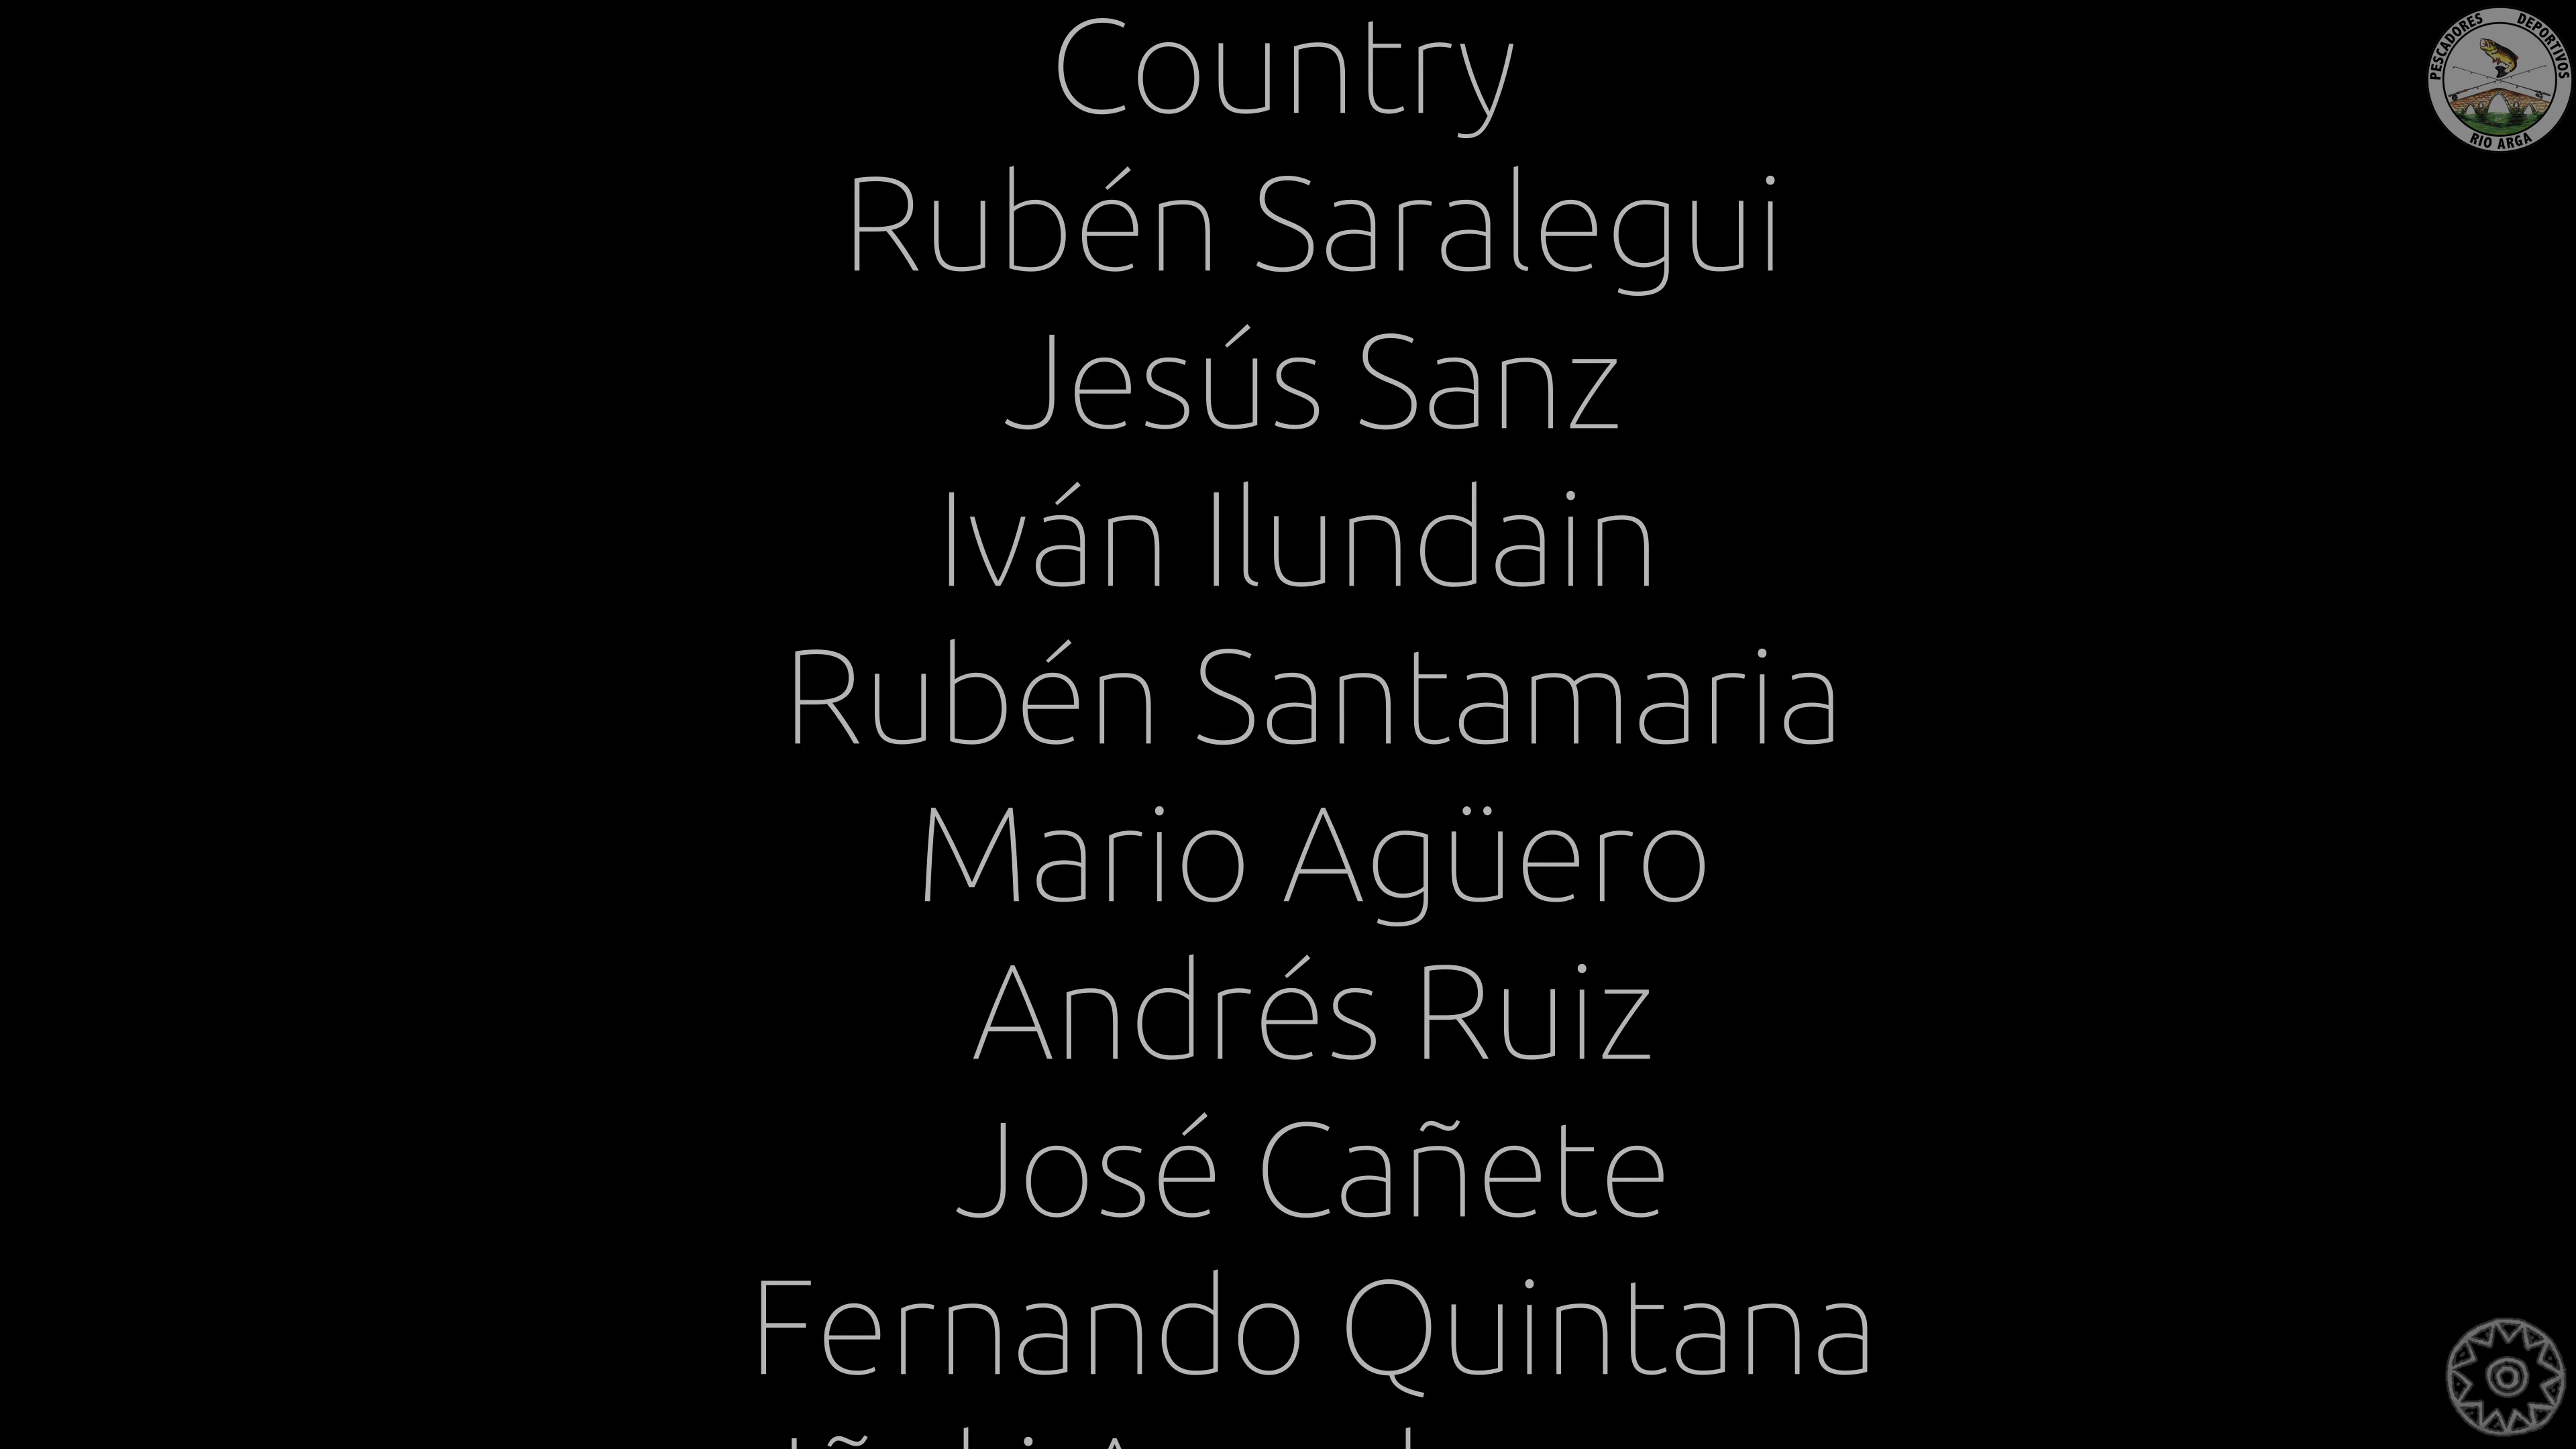 Country
Rubén Saralegui
Jesús Sanz
Iván Ilundain
Rubén Santamaria
Mario Agüero
Andrés Ruiz
José Cañete
Fernando Quintana
PESCADORES DEPORTIVOS
RIO ARGA